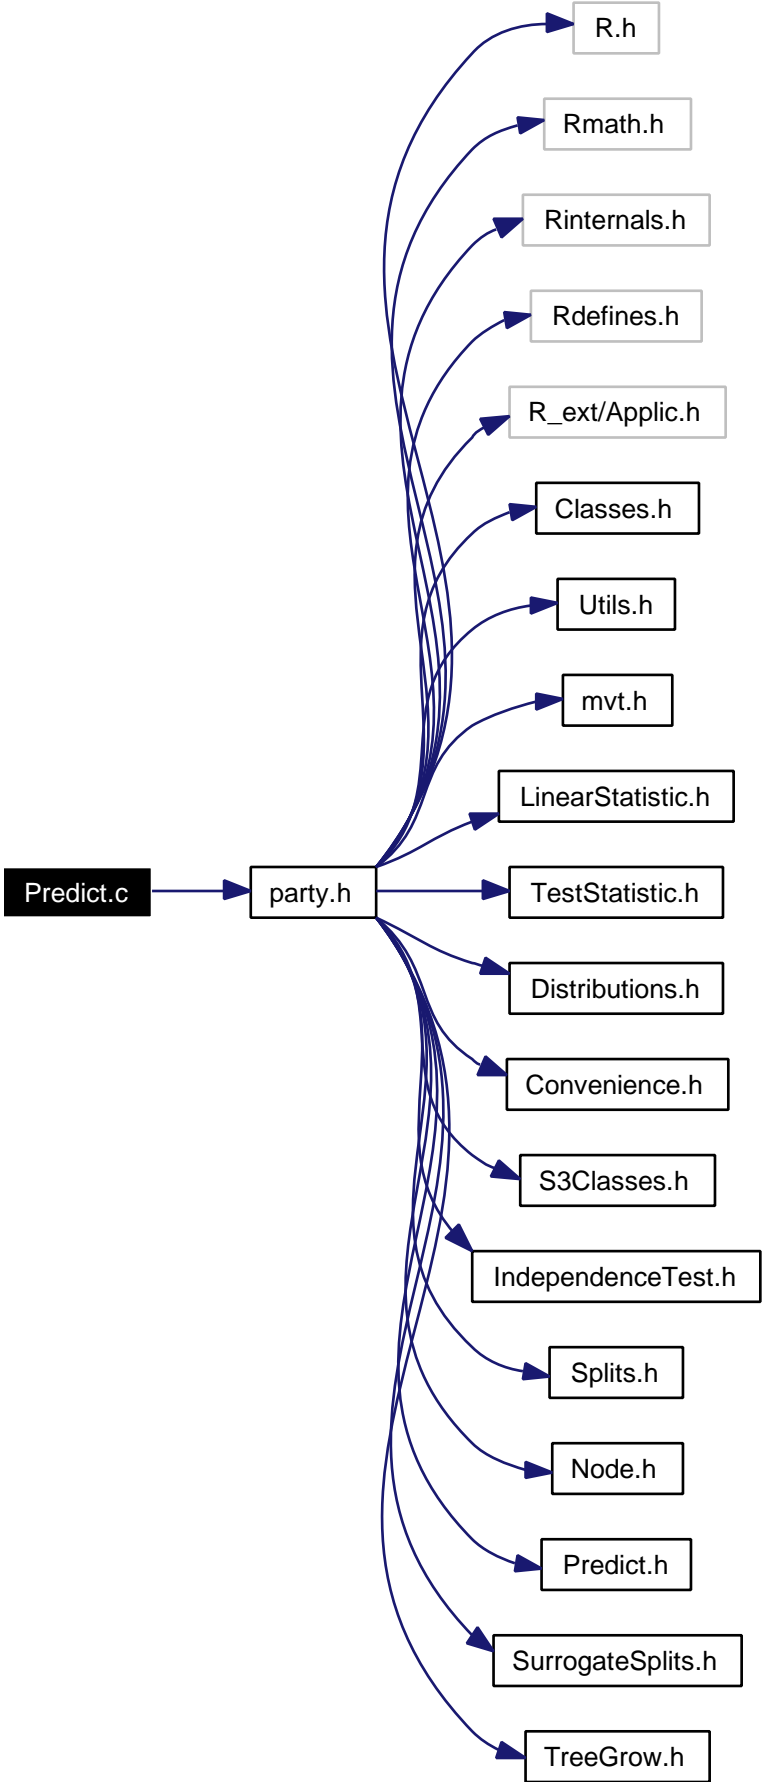 R.h
Rmath.h
Rinternals.h
Rdefines.h
R_ext/Applic.h
Classes.h
Utils.h
mvt.h
LinearStatistic.h
Predict.c
party.h
TestStatistic.h
Distributions.h
Convenience.h
S3Classes.h
IndependenceTest.h
Splits.h
Node.h
Predict.h
SurrogateSplits.h
TreeGrow.h